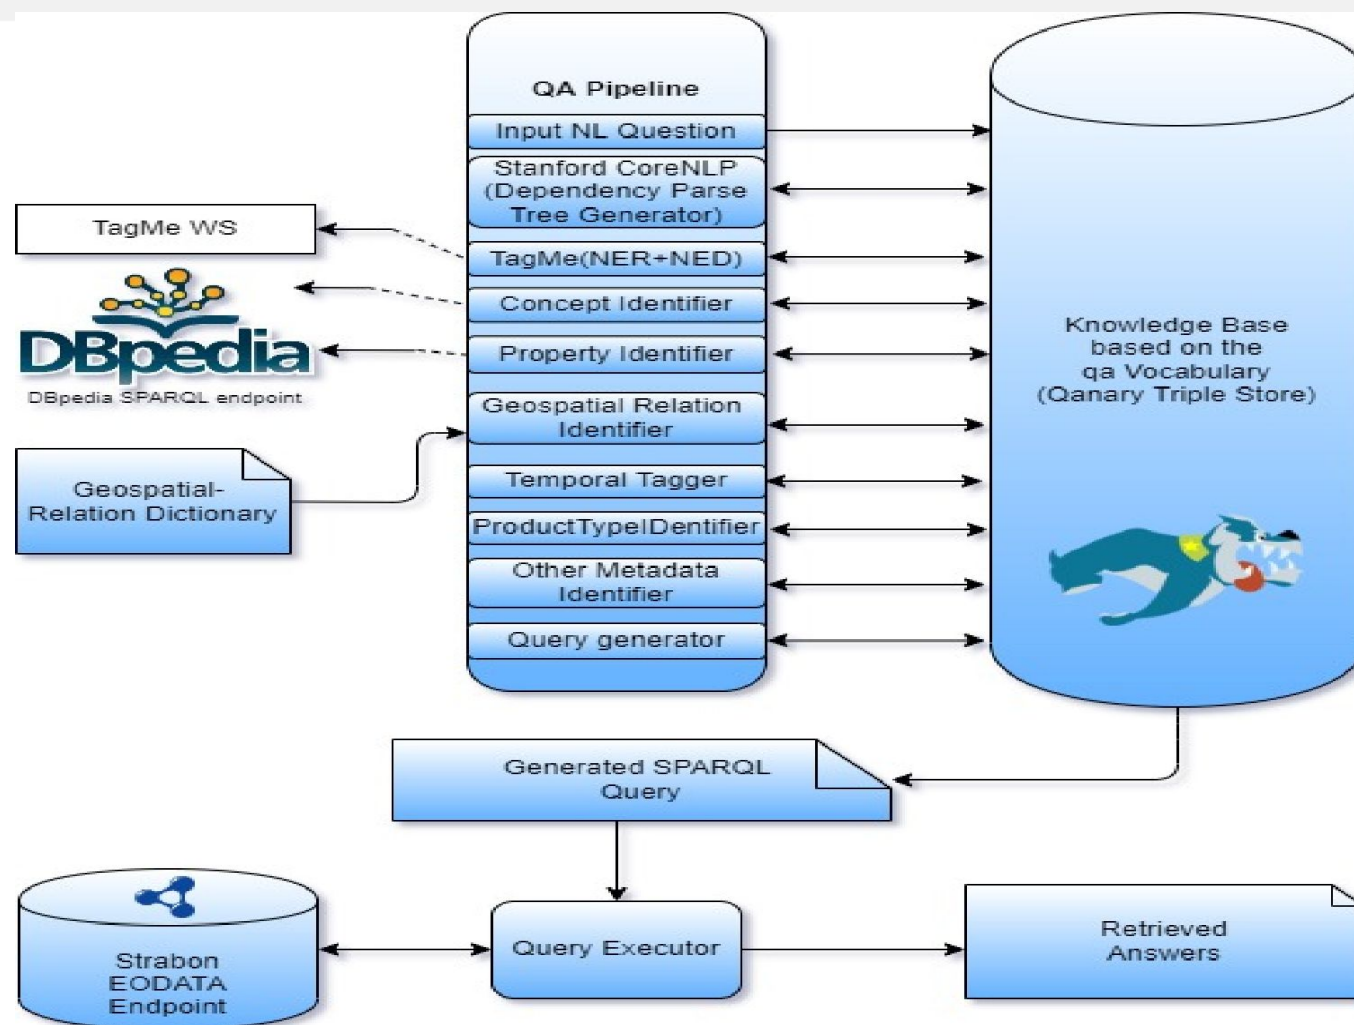 QA Pipeline
Input NL Question
Stanford CoreNLP
(Dependency Parse
Tree Generator)
TagMe WS
TagMe(NER+NED)
Concept Identifier
DBpedia
Property Identifier
DBpedia SPARQL endpoint
Geospatial Relation
Identifier
Geospatial-
Relation Dictionary
Temporal Tagger
ProductTypeIDentifier
Other Metadata
Identifier
Query generator
Knowledge Base
based on the
qa Vocabulary
(Qanary Triple Store)
Generated SPARQL
Query
Strabon
EODATA
Endpoint
Query Executor
Retrieved
Answers